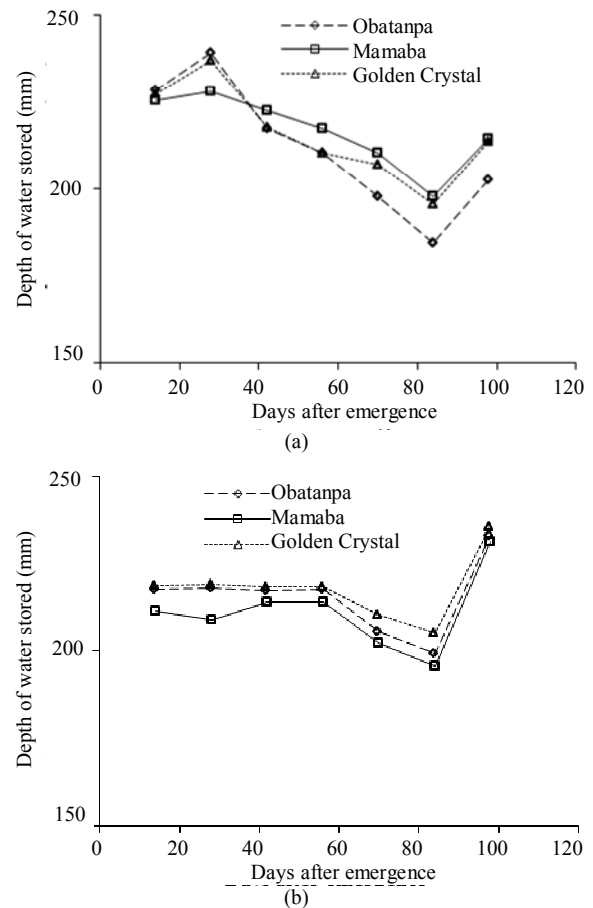 250
Obatanpa
Mamaba
Golden Crystal
200
150
Depth of water stored (mm)
0 20 40 60 80 100 120
Days after emergence
(a)
250
Obatanpa
Mamaba
Golden Crystal
200
150
Depth of water stored (mm)
0 20 40 60 80 100 120
Days after emergence
(b)